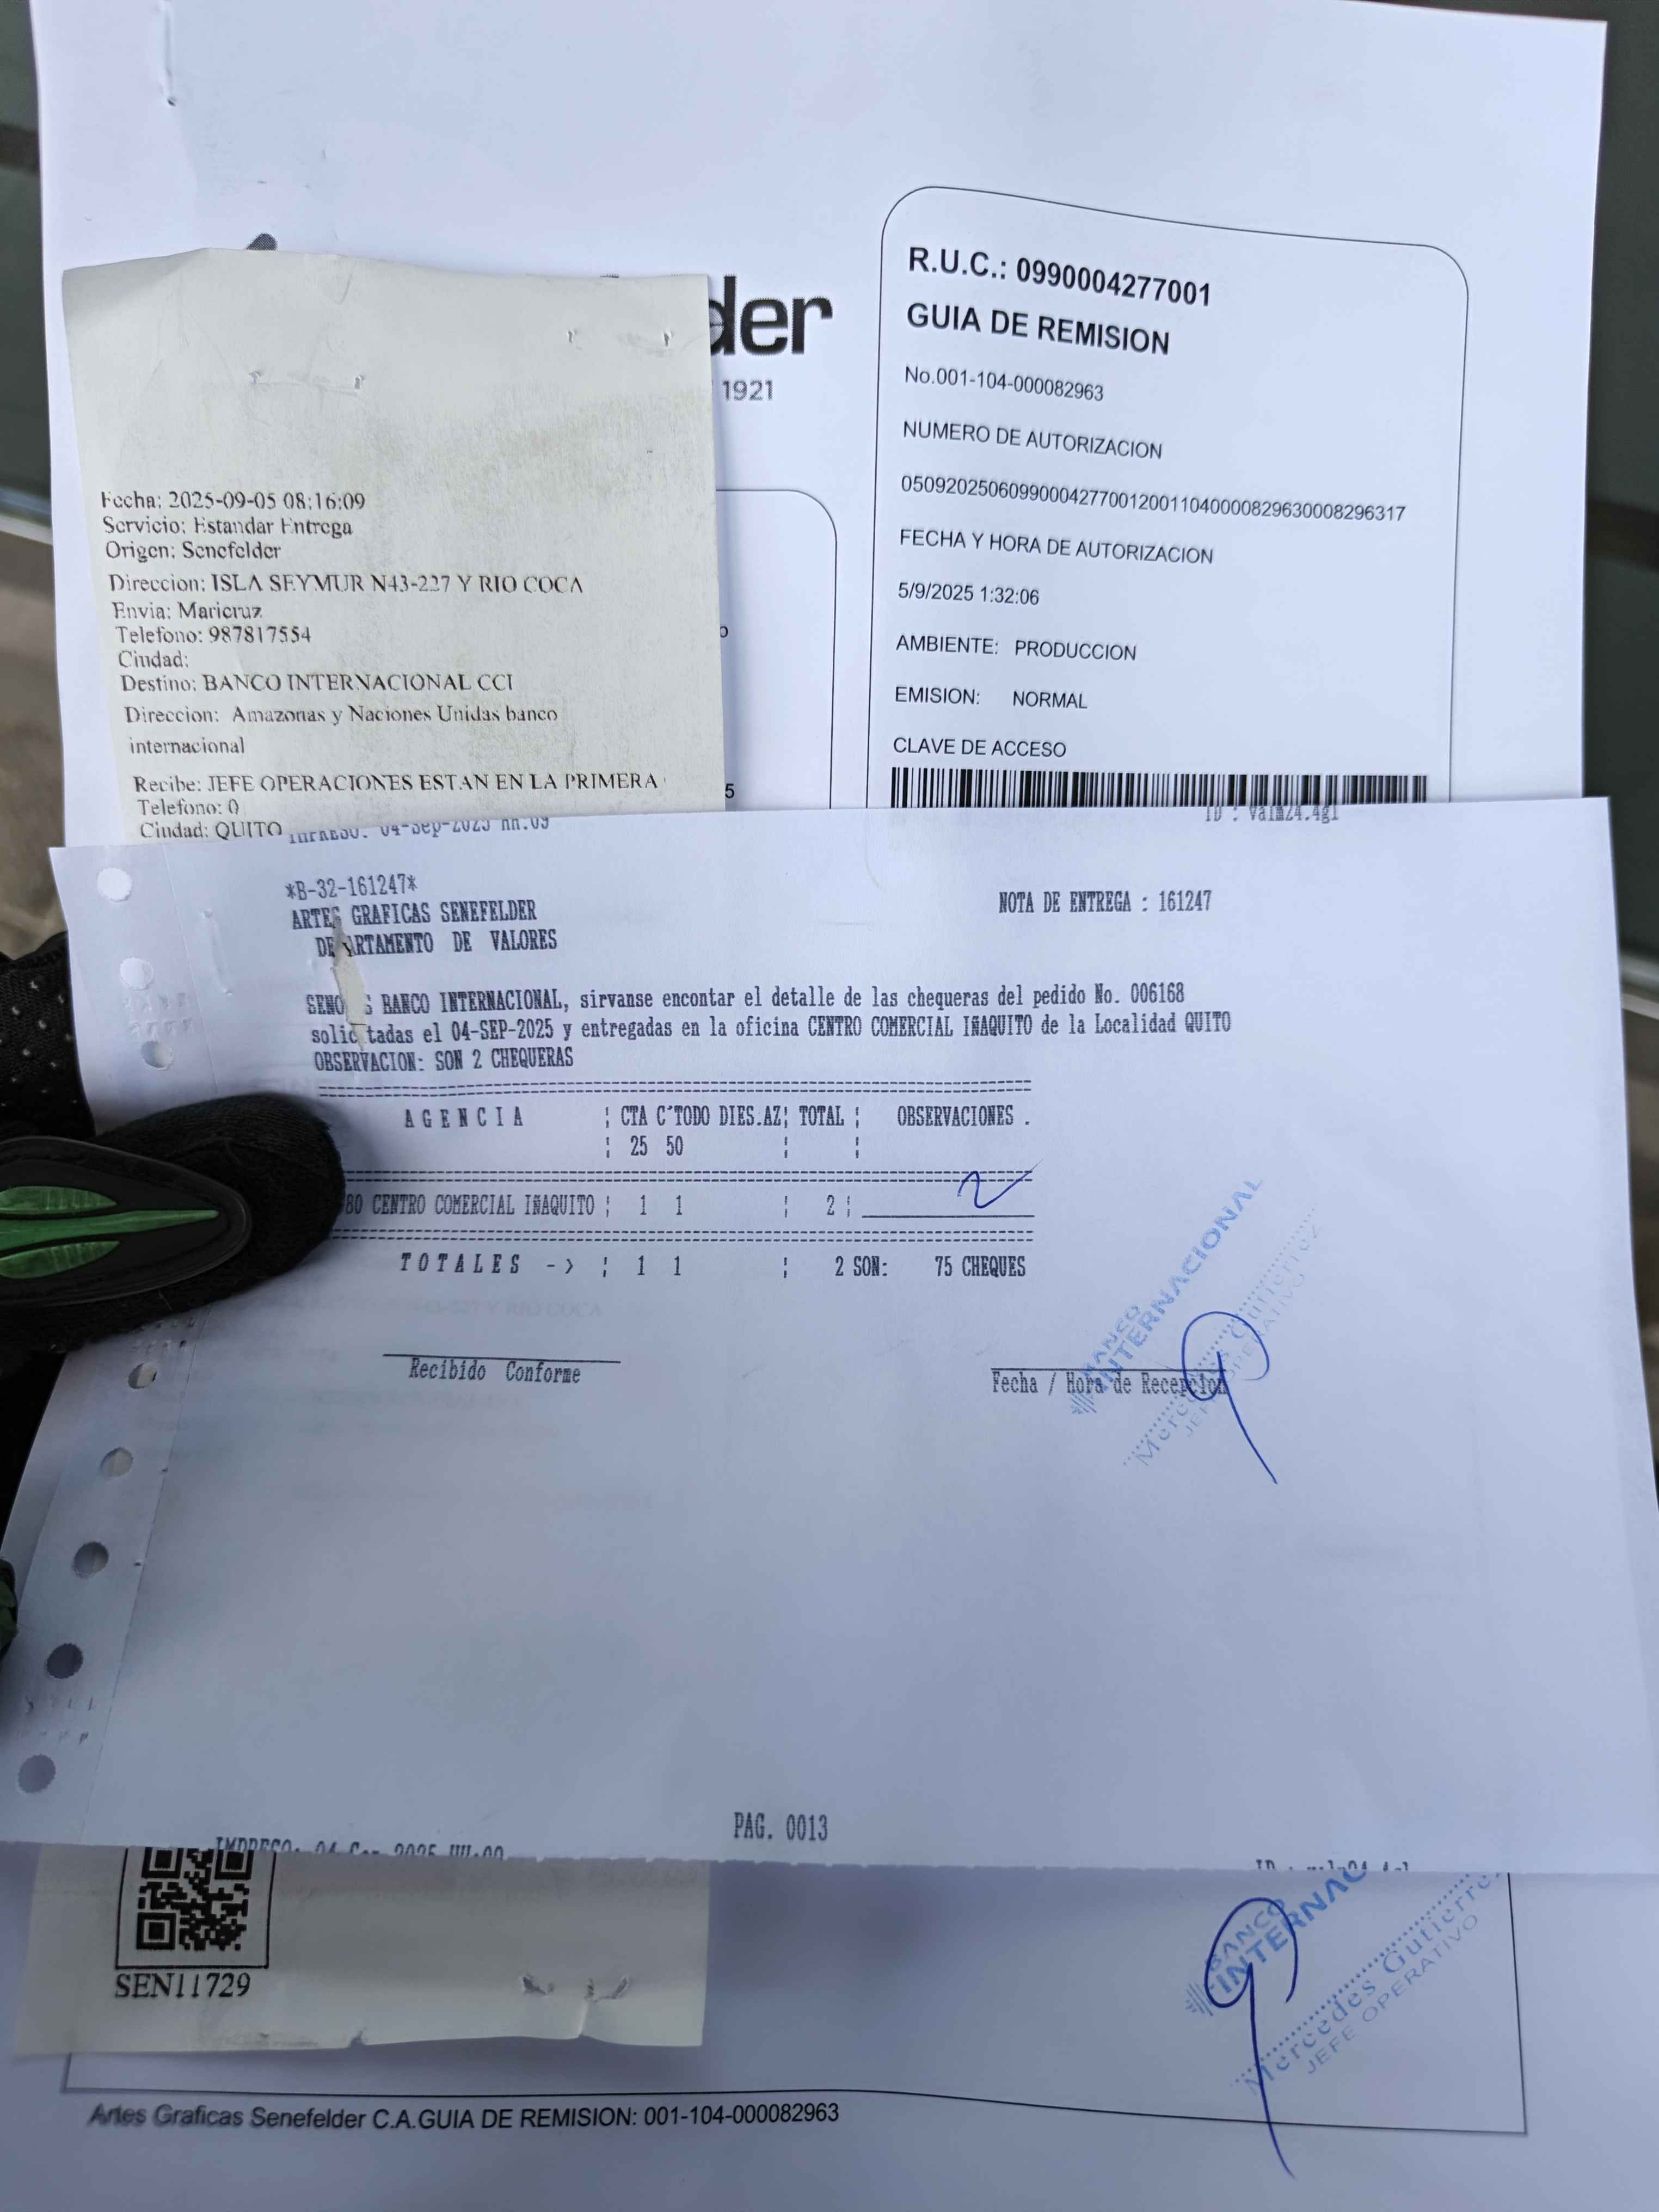 der
1921
R.U.C.: 0990004277001
GUIA DE REMISION
No.001-104-000082963
NUMERO DE AUTORIZACION
0509202506099000427700120011040000829630008296317
FECHA Y HORA DE AUTORIZACION
5/9/2025 1:32:06
AMBIENTE: PRODUCCION
EMISION: NORMAL
CLAVE DE ACCESO
Fecha: 2025-09-05 08:16:09
Servicio: Estandar Entrega
Origen: Senefelder
Direccion: ISLA SEYMUR N43-227 Y RIO COCA
Envia: Maricruz
Telefono: 987817554
Ciudad:
Destino: BANCO INTERNACIONAL CCI
Direccion: Amazonas y Naciones Unidas banco
internacional
Recibe: JEFE OPERACIONES ESTAN EN LA PRIMERA
Telefono: 0
Ciudad: QUITO
5
*B-32-161247*
NOTA DE ENTREGA : 161247
ARTES GRAFICAS SENEFELDER
DE ARTAMENTO DE VALORES
SENO S BANCO INTERNACIONAL, sirvanse encontar el detalle de las chequeras del pedido No. 006168
solic tadas el 04-SEP-2025 y entregadas en la oficina CENTRO COMERCIAL IÑAQUITO de la Localidad QUITO
OBSERVACION: SON 2 CHEQUERAS
A G E N C I A ¦ CTA C´TODO DIES.AZ¦ TOTAL ¦ OBSERVACIONES .
¦ 25 50 ¦ ¦
80 CENTRO COMERCIAL IÑAQUITO ¦ 1 1 ¦ 2 ¦
T O T A L E S - > ¦ 1 1 ¦ 2 SON: 75 CHEQUES
Recibido Conforme
Fecha / Hora de Recepcion
BANCO
INTERNACIONAL
Mercedes Gutierrez
JEFE OPERATIVO
PAG. 0013
SEN11729
BANCO
INTERNAC
Mercedes Gutierre
JEFE OPERATIVO
Artes Graficas Senefelder C.A.GUIA DE REMISION: 001-104-000082963